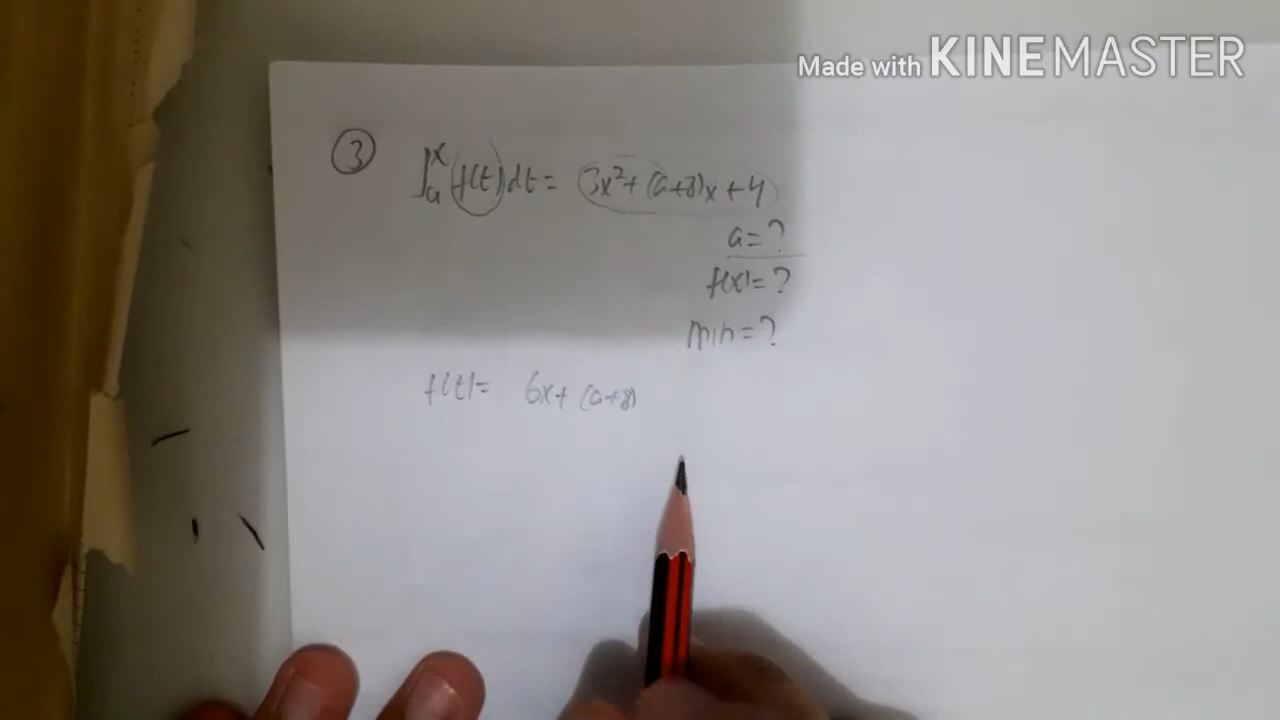 Made with KINEMASTER
③ ∫ₐˣ f(t) dt = 3x² + (a+8)x + 4
a = ?
f(x) = ?
min = ?
f(t) = 6x + (a+8)